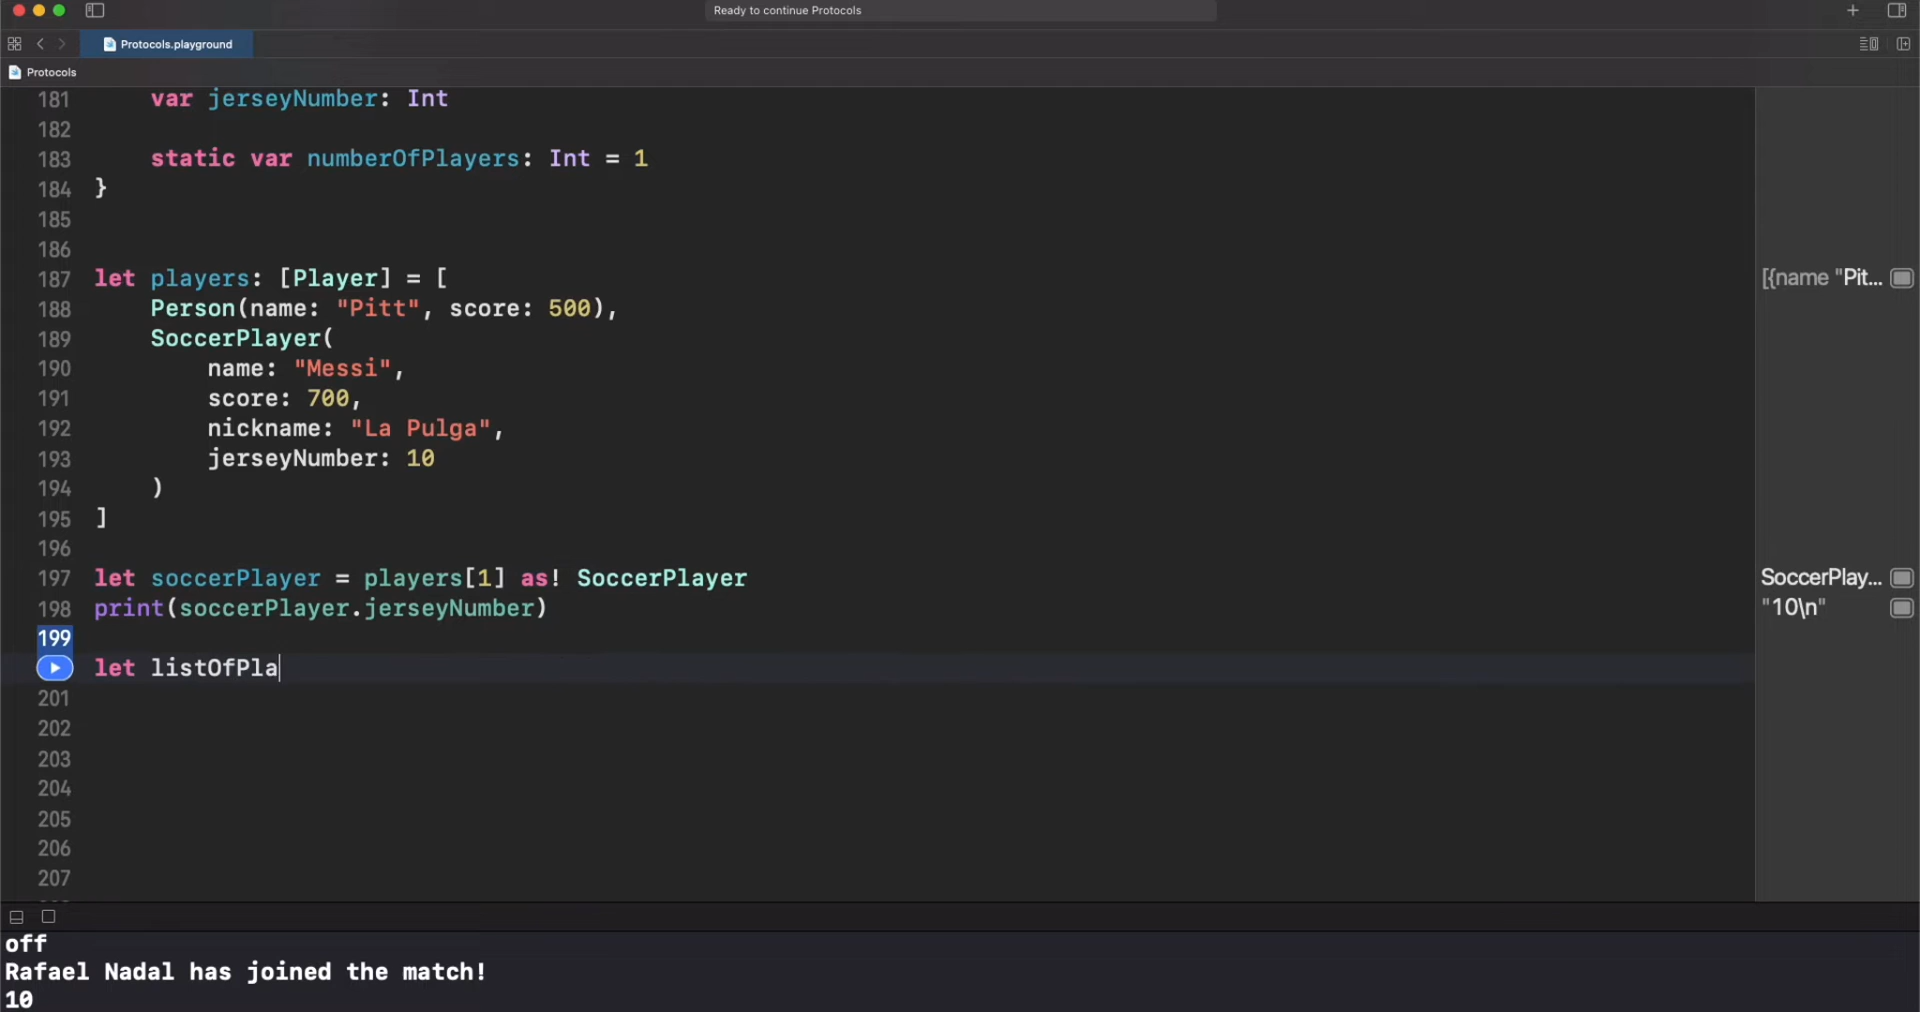 Ready to continue Protocols
Protocols.playground
Protocols
181 var jerseyNumber: Int
182
183 static var numberOfPlayers: Int = 1
184 }
185
186
187 let players: [Player] = [ [{name "Pit...
188 Person(name: "Pitt", score: 500),
189 SoccerPlayer(
190 name: "Messi",
191 score: 700,
192 nickname: "La Pulga",
193 jerseyNumber: 10
194 )
195 ]
196
197 let soccerPlayer = players[1] as! SoccerPlayer SoccerPlay...
198 print(soccerPlayer.jerseyNumber) "10\n"
199
let listOfPla
201
202
203
204
205
206
207
off
Rafael Nadal has joined the match!
10